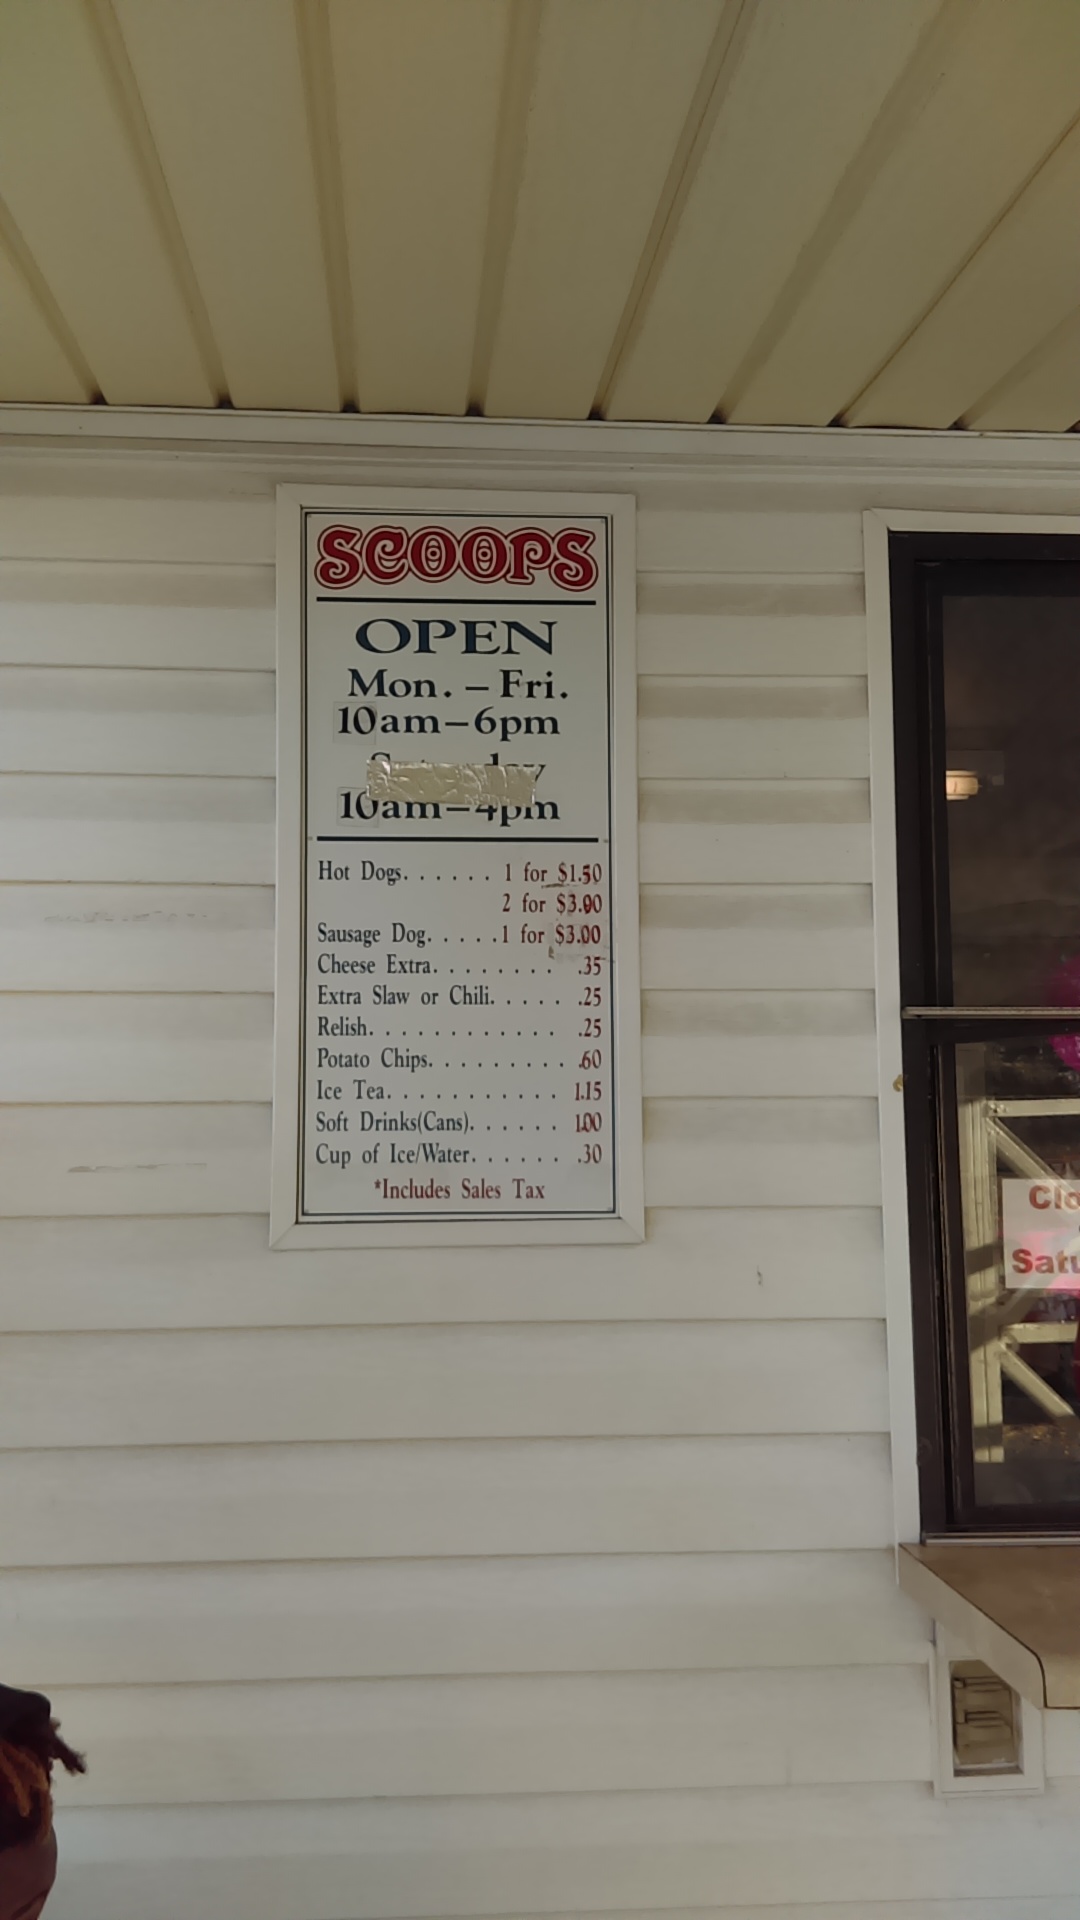 SCOOPS
OPEN
Mon. – Fri.
10am – 6pm
10am – 4pm
Hot Dogs. . . . . . 1 for $1.50
2 for $3.00
Sausage Dog. . . . .1 for $3.00
Cheese Extra. . . . . . . . .35
Extra Slaw or Chili. . . . . .25
Relish. . . . . . . . . . . . .25
Potato Chips. . . . . . . . . .60
Ice Tea. . . . . . . . . . . 1.15
Soft Drinks(Cans). . . . . . 1.00
Cup of Ice/Water. . . . . . .30
*Includes Sales Tax